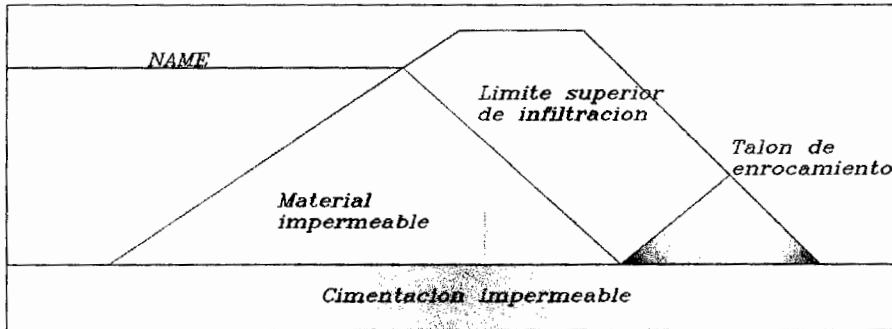 NAME
Limite superior
de infiltracion
Talon de
enrocamiento
Material
impermeable
Cimentacion impermeable